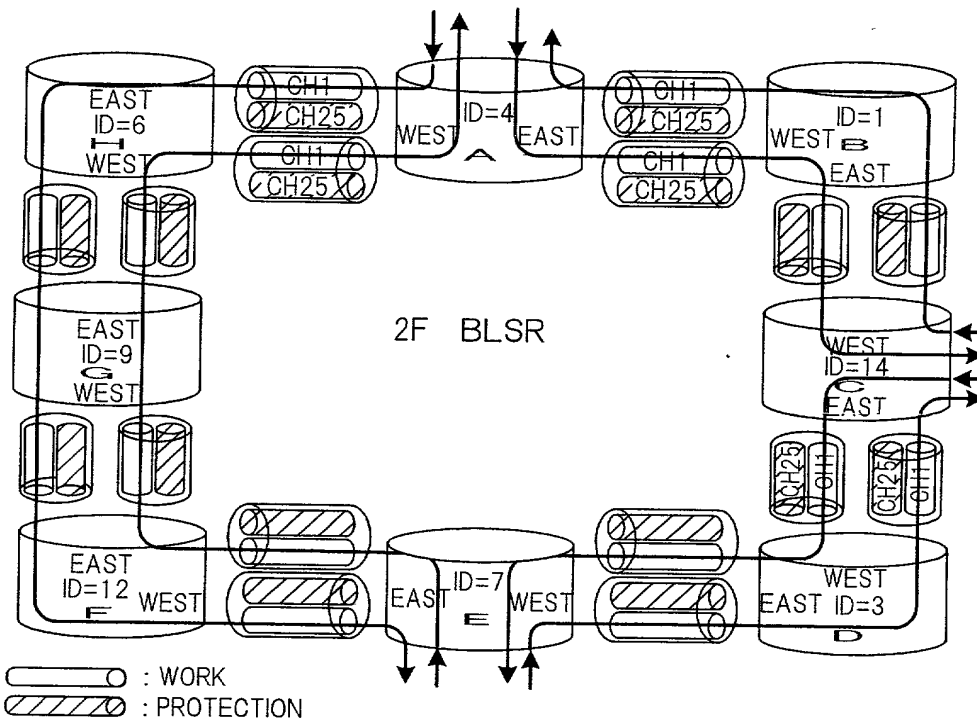 EAST
ID=6
H
WEST
CH1
CH25
CH1
CH25
WEST
ID=4
A
EAST
CH1
CH25
CH1
CH25
WEST
ID=1
B
EAST
EAST
ID=9
G
WEST
2F BLSR
WEST
ID=14
C
EAST
CH25
CH1
CH25
CH1
EAST
ID=12
F
WEST
EAST
ID=7
E
WEST
WEST
EAST
ID=3
D
: WORK
: PROTECTION